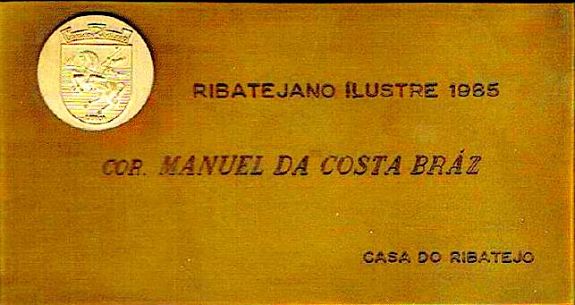 RIBATEJANO ILUSTRE 1985
COR. MANUEL DA COSTA BRÁZ
CASA DO RIBATEJO